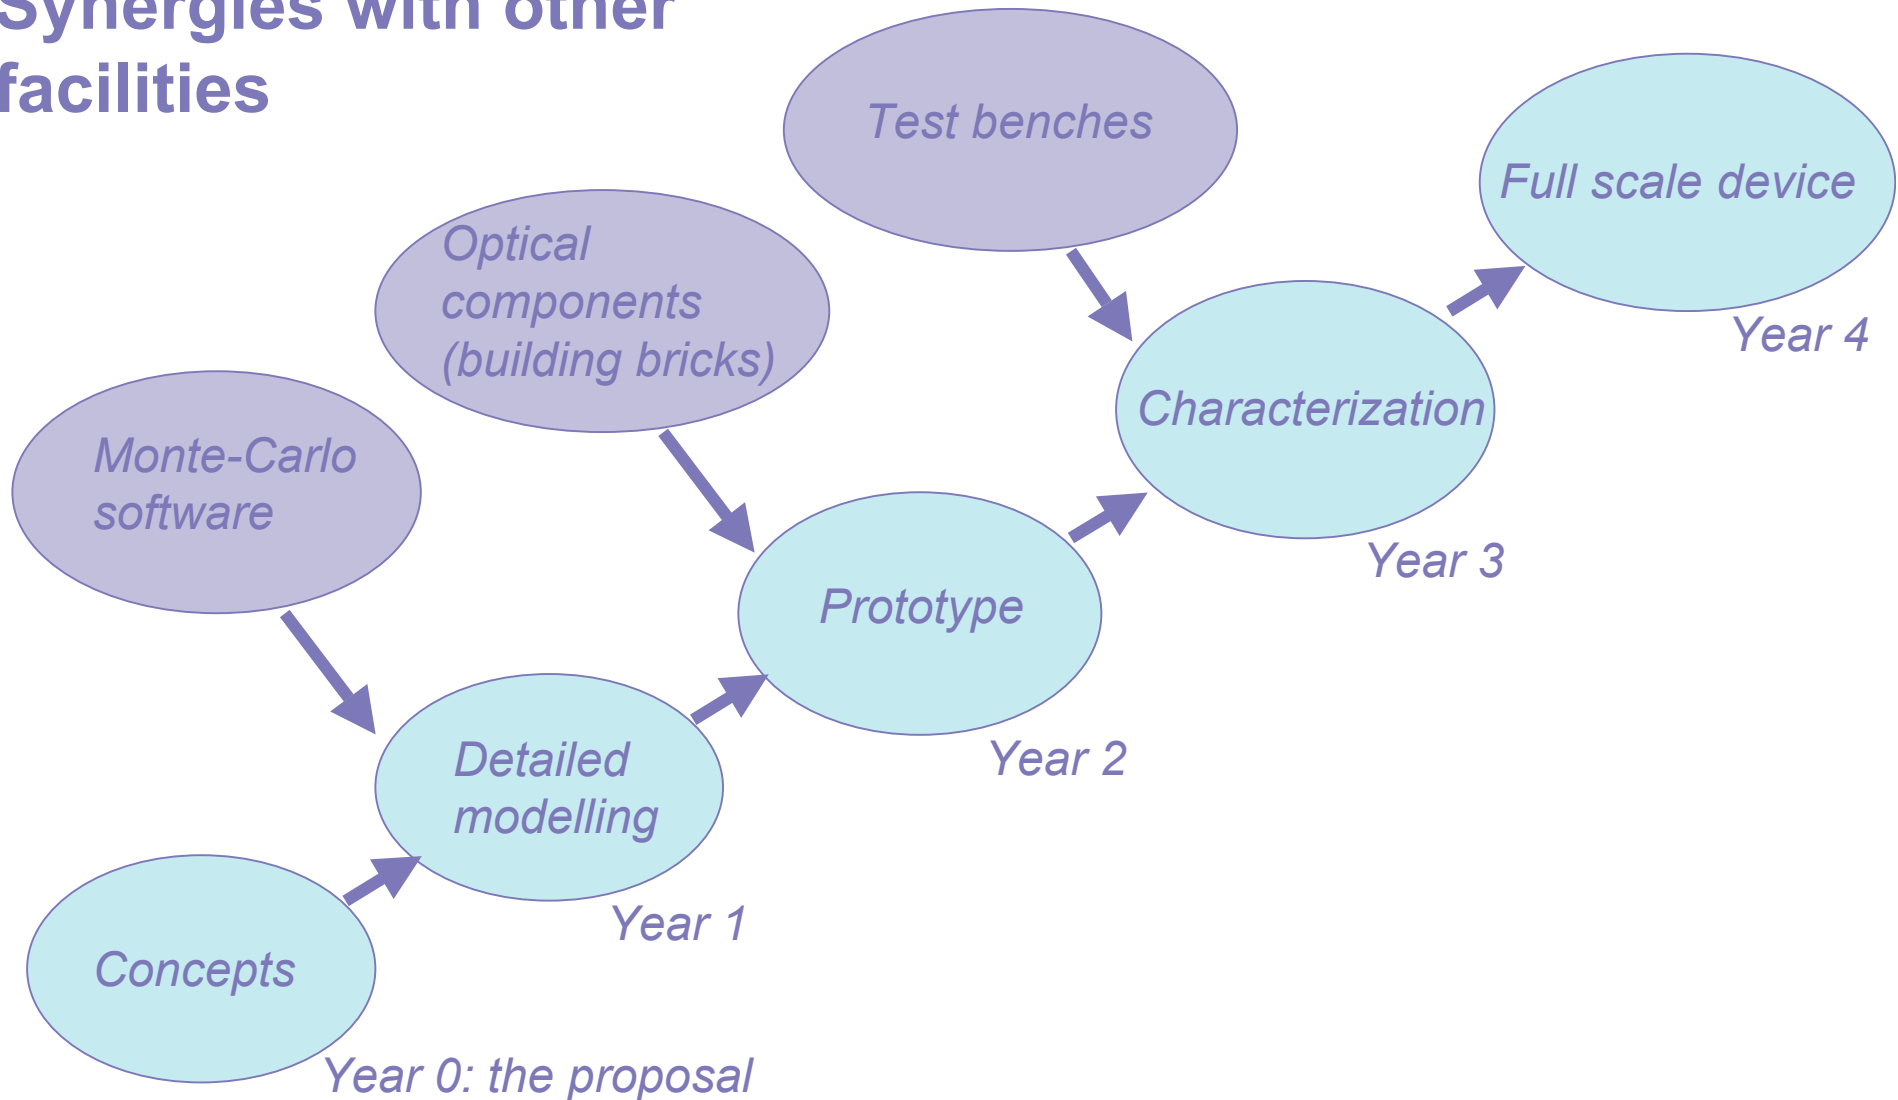 Synergies with other
facilities
Test benches
Full scale device
Year 4
Optical
components
(building bricks)
Characterization
Year 3
Monte-Carlo
software
Prototype
Year 2
Detailed
modelling
Year 1
Concepts
Year 0: the proposal